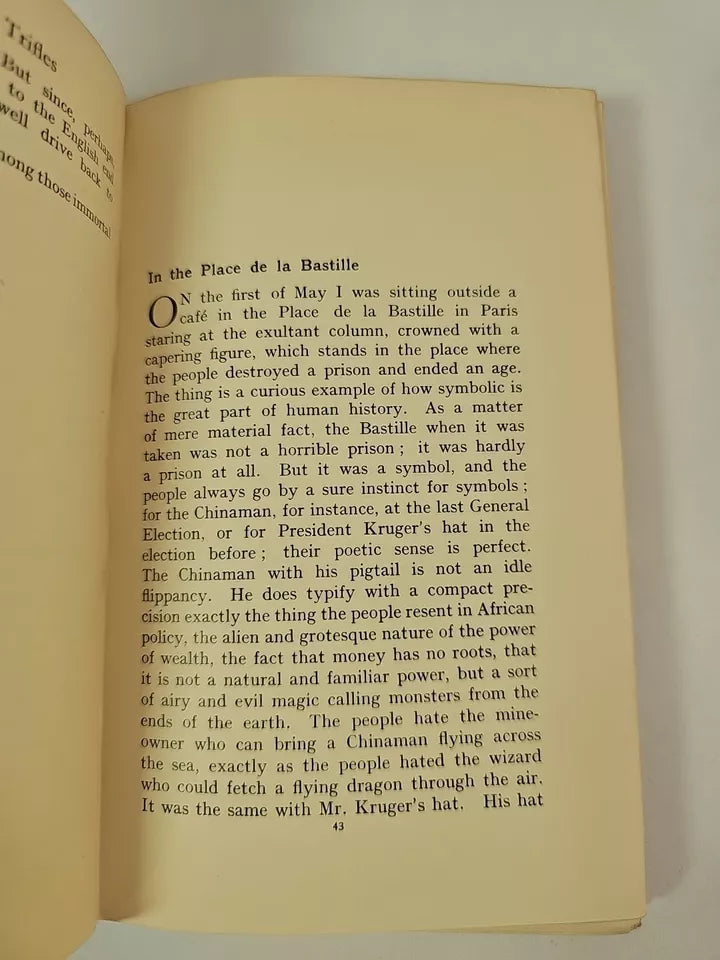 Trifles
But since, perhaps,
to the English end
well drive back to
those immortal
In the Place de la Bastille
ON the first of May I was sitting outside a
café in the Place de la Bastille in Paris
staring at the exultant column, crowned with a
capering figure, which stands in the place where
the people destroyed a prison and ended an age.
The thing is a curious example of how symbolic is
the great part of human history. As a matter
of mere material fact, the Bastille when it was
taken was not a horrible prison ; it was hardly
a prison at all. But it was a symbol, and the
people always go by a sure instinct for symbols ;
for the Chinaman, for instance, at the last General
Election, or for President Kruger's hat in the
election before ; their poetic sense is perfect.
The Chinaman with his pigtail is not an idle
flippancy. He does typify with a compact pre-
cision exactly the thing the people resent in African
policy, the alien and grotesque nature of the power
of wealth, the fact that money has no roots, that
it is not a natural and familiar power, but a sort
of airy and evil magic calling monsters from the
ends of the earth. The people hate the mine-
owner who can bring a Chinaman flying across
the sea, exactly as the people hated the wizard
who could fetch a flying dragon through the air.
It was the same with Mr. Kruger's hat. His hat
43